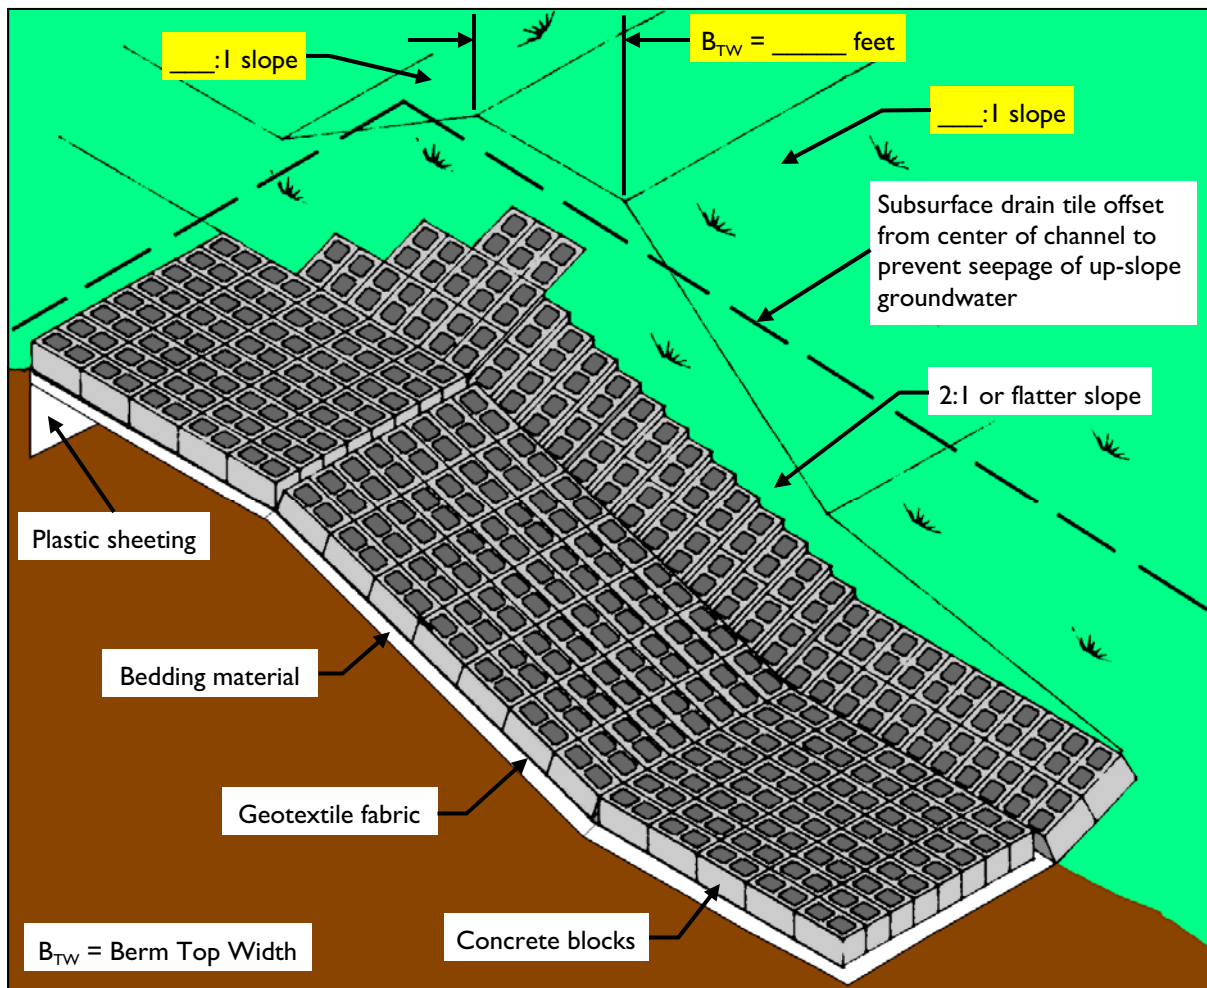 ___:1 slope
B_TW = _____ feet
___:1 slope
Subsurface drain tile offset
from center of channel to
prevent seepage of up-slope
groundwater
2:1 or flatter slope
Plastic sheeting
Bedding material
Geotextile fabric
Concrete blocks
B_TW = Berm Top Width